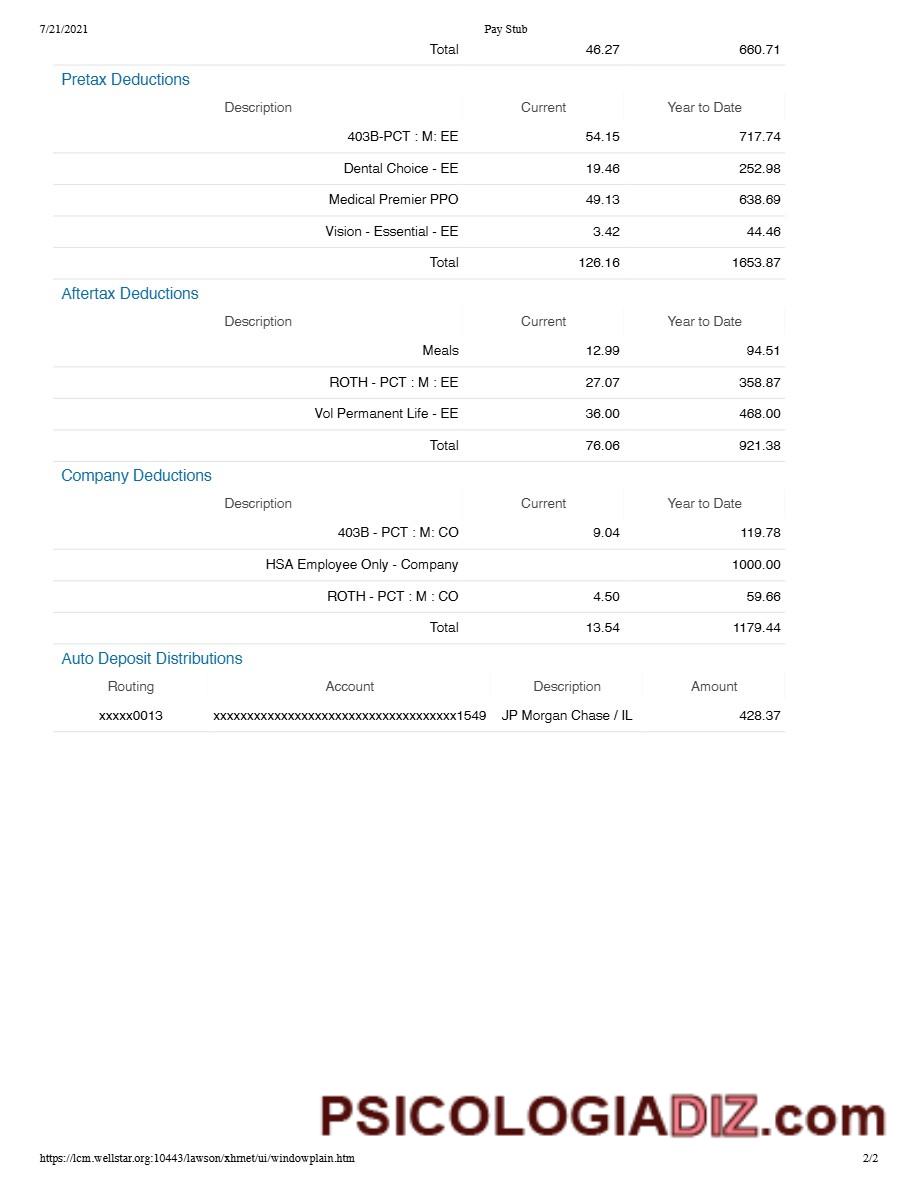 7/21/2021 Pay Stub
Total 46.27 660.71
Pretax Deductions
Description Current Year to Date
403B-PCT : M: EE 54.15 717.74
Dental Choice - EE 19.46 252.98
Medical Premier PPO 49.13 638.69
Vision - Essential - EE 3.42 44.46
Total 126.16 1653.87
Aftertax Deductions
Description Current Year to Date
Meals 12.99 94.51
ROTH - PCT : M : EE 27.07 358.87
Vol Permanent Life - EE 36.00 468.00
Total 76.06 921.38
Company Deductions
Description Current Year to Date
403B - PCT : M: CO 9.04 119.78
HSA Employee Only - Company 1000.00
ROTH - PCT : M : CO 4.50 59.66
Total 13.54 1179.44
Auto Deposit Distributions
Routing Account Description Amount
xxxxx0013 xxxxxxxxxxxxxxxxxxxxxxxxxxxxxxxxxxxx1549 JP Morgan Chase / IL 428.37
PSICOLOGIADIZ.com
https://lcm.wellstar.org:10443/lawson/xhrnet/ui/windowplain.htm 2/2